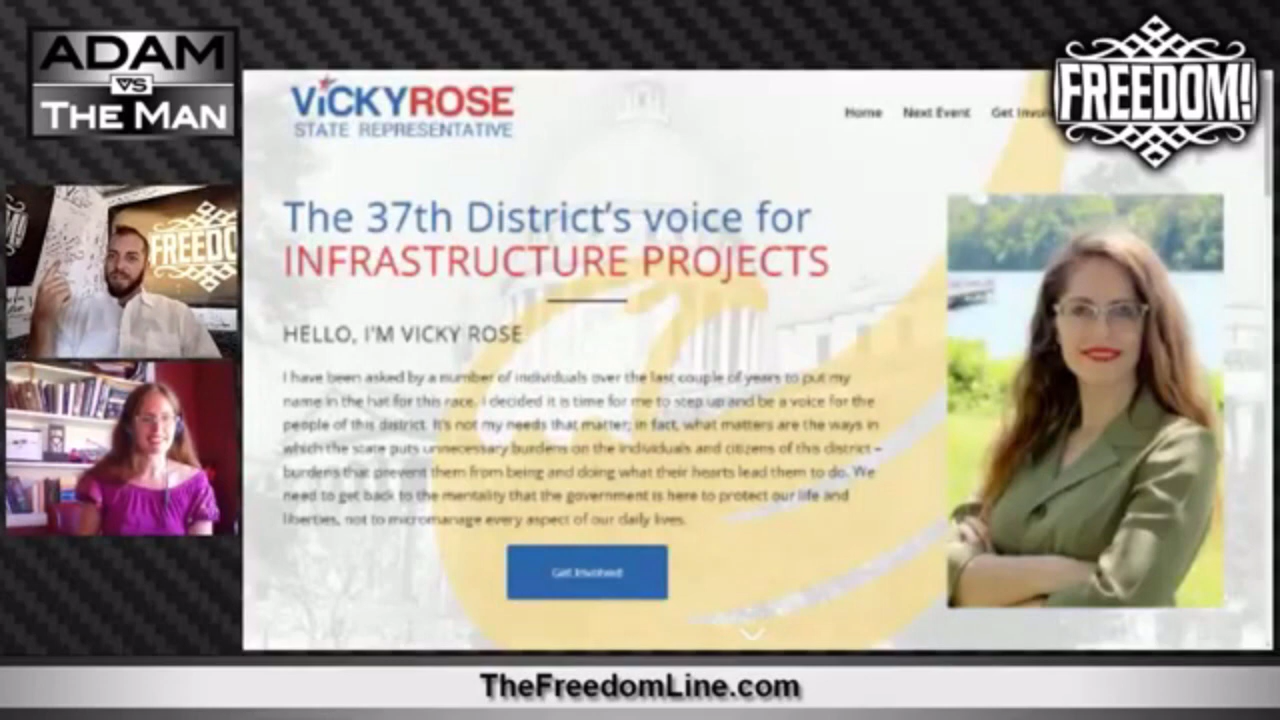 ADAM
VS
THE MAN
FREEDOM!
VICKYROSE
STATE REPRESENTATIVE
Home Next Event Get
The 37th District's voice for
INFRASTRUCTURE PROJECTS
HELLO, I'M VICKY ROSE
I have been asked by a number of individuals over the last couple of years to put my
name in the hat for this race. I decided it is time for me to step up and be a voice for the
people of this district. It's not my needs that matter; in fact, what matters are the ways in
which the state puts unnecessary burdens on the individuals and citizens of this district –
burdens that prevent them from being and doing what their hearts lead them to do. We
need to get back to the mentality that the government is here to protect our life and
liberties, not to micromanage every aspect of our daily lives.
Get Involved
FREEDO
TheFreedomLine.com